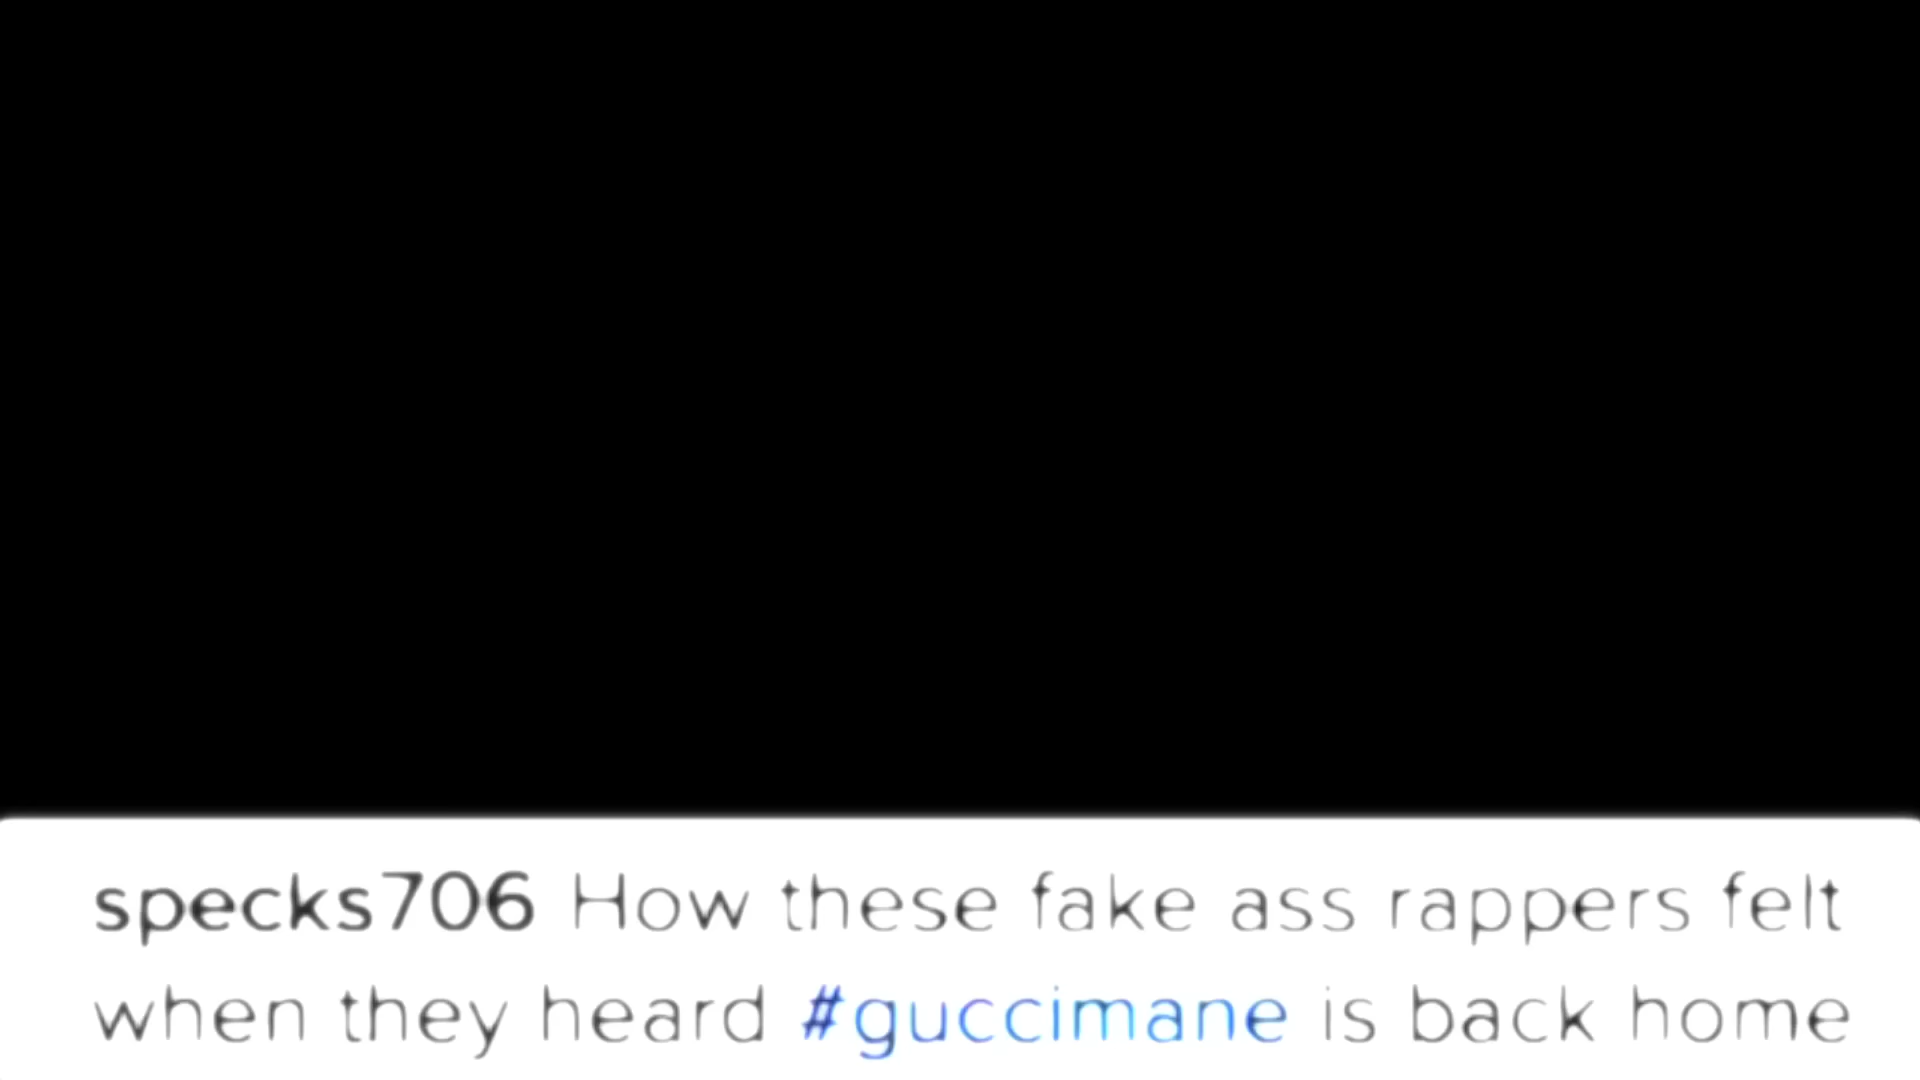 specks706 How these fake ass rappers felt
when they heard #guccimane is back home